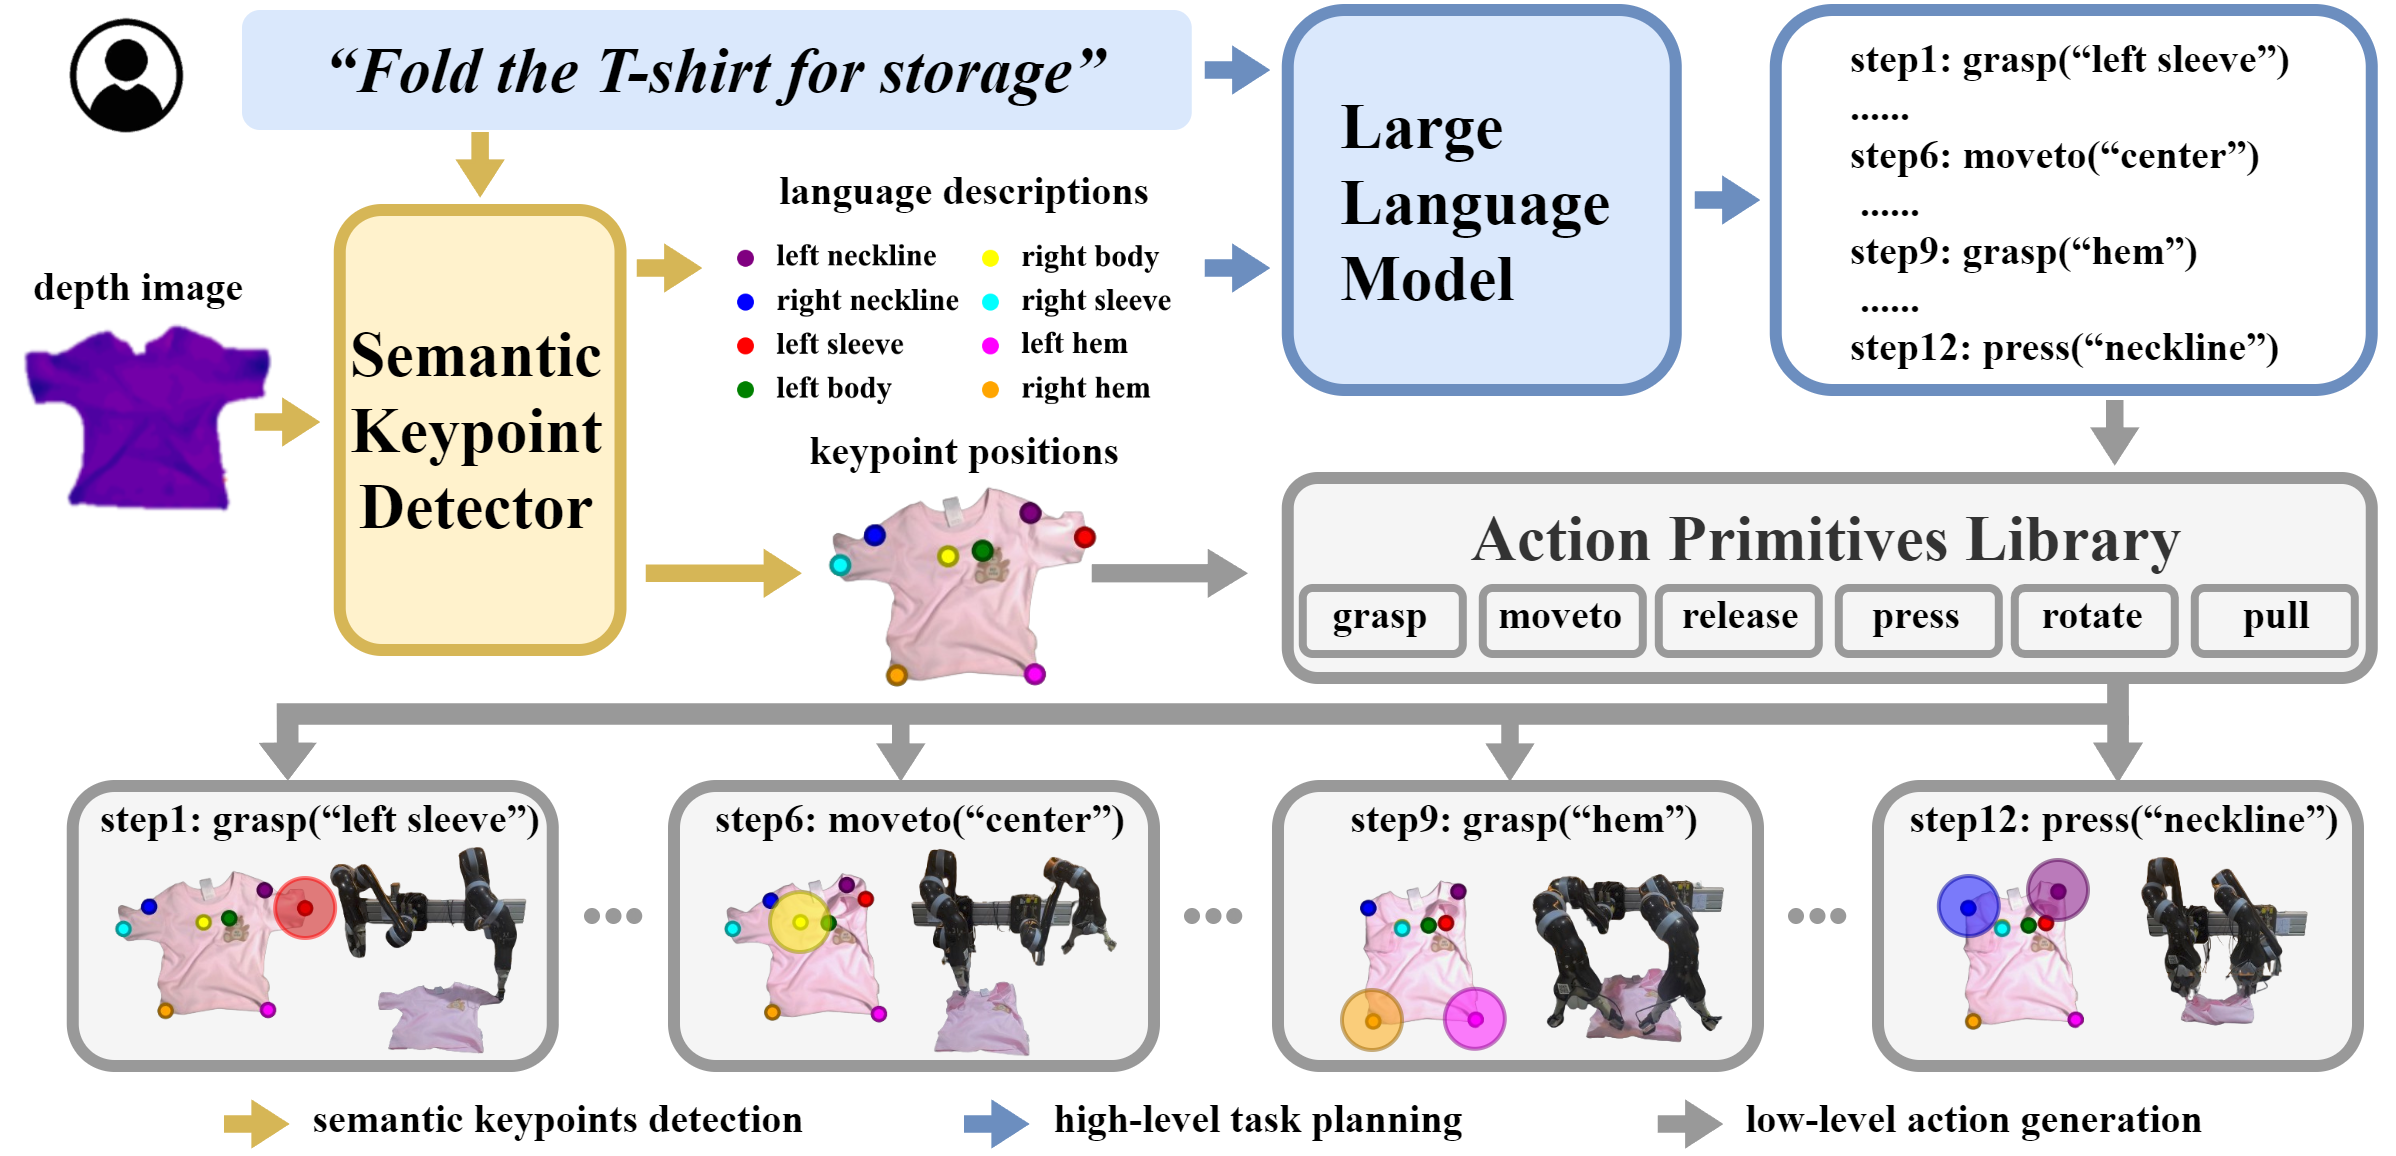 “Fold the T-shirt for storage”
Large
Language
Model
step1: grasp(“left sleeve”)
......
step6: moveto(“center”)
......
step9: grasp(“hem”)
......
step12: press(“neckline”)
depth image
Semantic
Keypoint
Detector
language descriptions
left neckline
right neckline
left sleeve
left body
right body
right sleeve
left hem
right hem
keypoint positions
Action Primitives Library
grasp
moveto
release
press
rotate
pull
step1: grasp(“left sleeve”)
step6: moveto(“center”)
step9: grasp(“hem”)
step12: press(“neckline”)
semantic keypoints detection
high-level task planning
low-level action generation